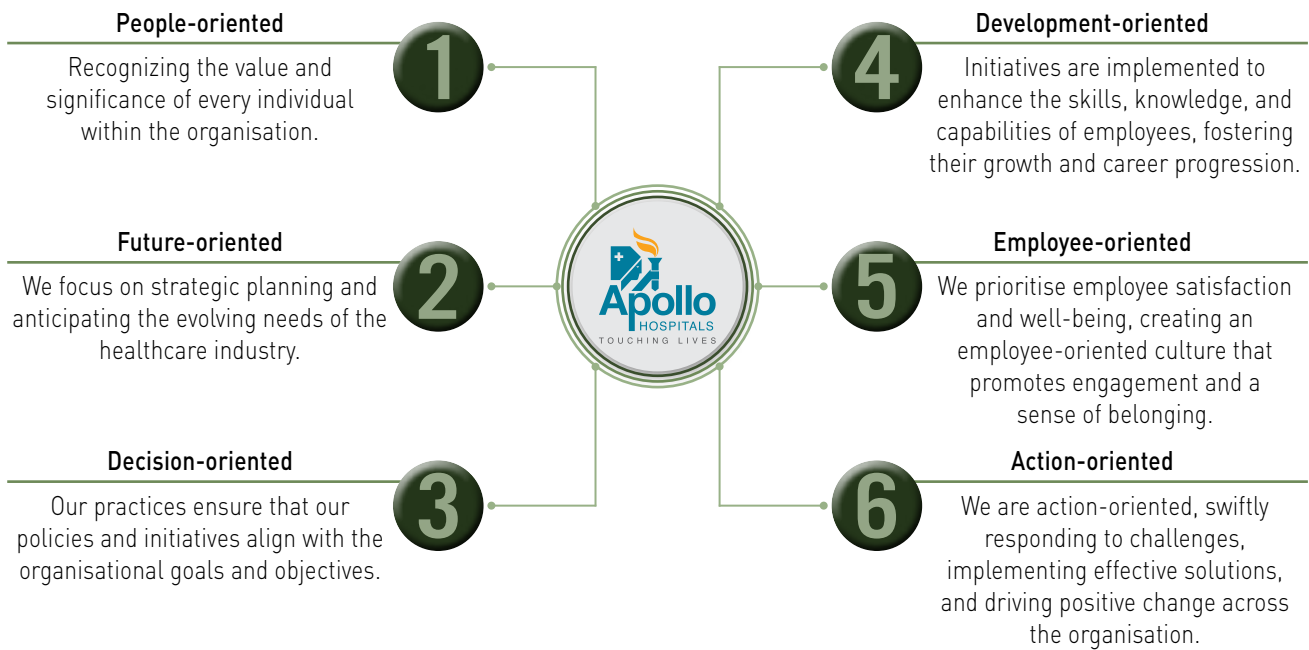 People-oriented
1
Recognizing the value and
significance of every individual
within the organisation.
Future-oriented
2
We focus on strategic planning and
anticipating the evolving needs of the
healthcare industry.
Decision-oriented
3
Our practices ensure that our
policies and initiatives align with the
organisational goals and objectives.
Apollo
HOSPITALS
TOUCHING LIVES
Development-oriented
4
Initiatives are implemented to
enhance the skills, knowledge, and
capabilities of employees, fostering
their growth and career progression.
Employee-oriented
5
We prioritise employee satisfaction
and well-being, creating an
employee-oriented culture that
promotes engagement and a
sense of belonging.
Action-oriented
6
We are action-oriented, swiftly
responding to challenges,
implementing effective solutions,
and driving positive change across
the organisation.